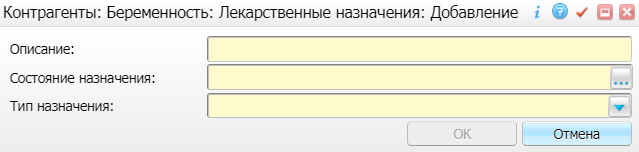 Контрагенты: Беременность: Лекарственные назначения: Добавление
Описание:
Состояние назначения:
...
Тип назначения:
ОК
Отмена